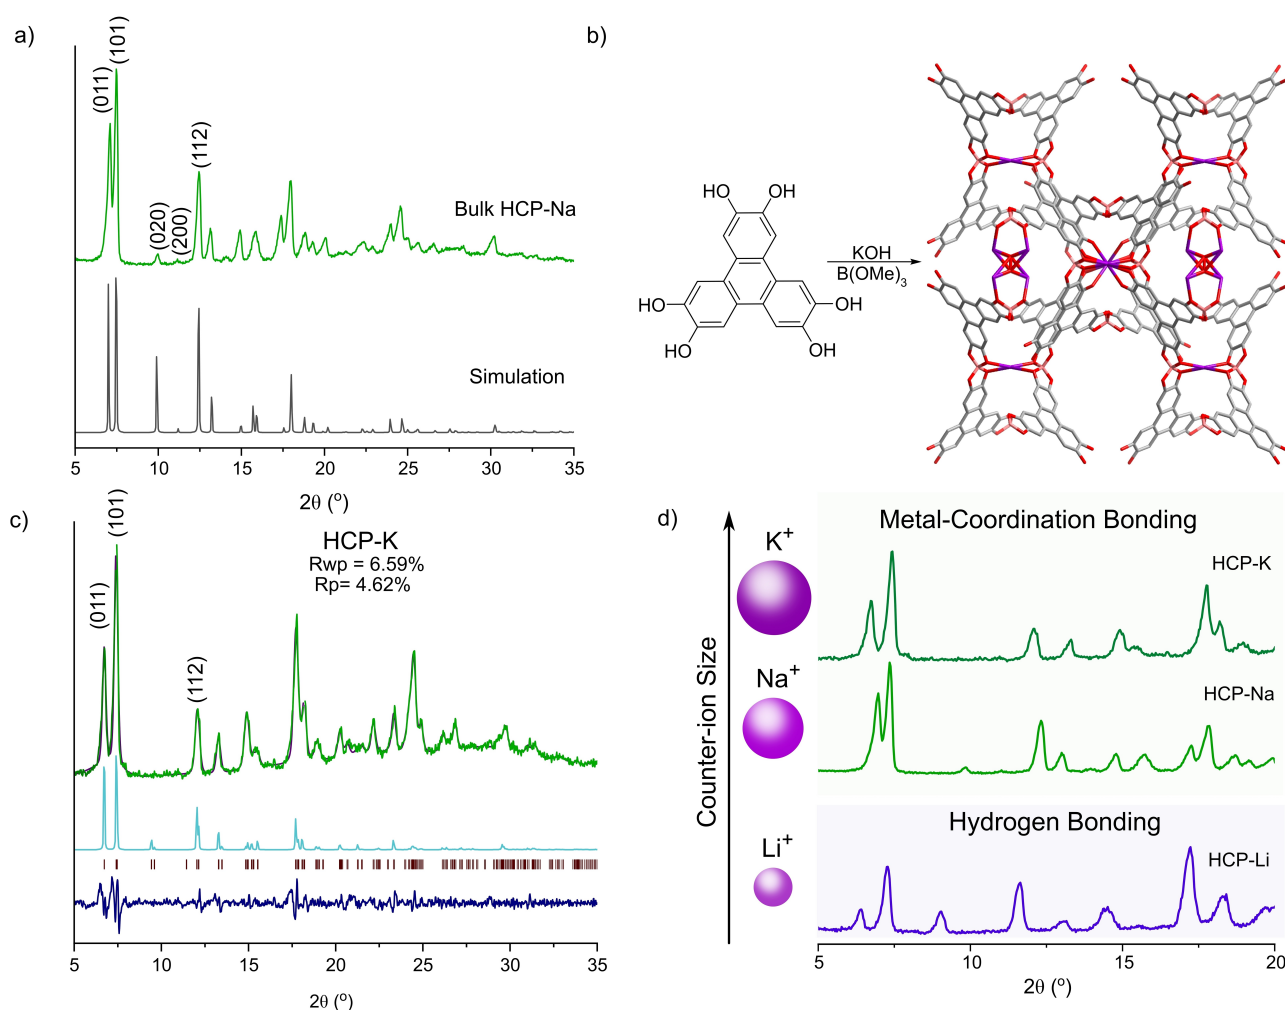 a)
(011)
(101)
(020)
(200)
(112)
Bulk HCP-Na
Simulation
5 10 15 20 25 30 35
2θ (°)
b)
HO OH
HO OH
HO OH
KOH
B(OMe)3
c)
(011)
(101)
(112)
HCP-K
Rwp = 6.59%
Rp= 4.62%
5 10 15 20 25 30 35
2θ (°)
d)
Counter-ion Size
K+
Na+
Li+
Metal-Coordination Bonding
HCP-K
HCP-Na
Hydrogen Bonding
HCP-Li
5 10 15 20
2θ (°)